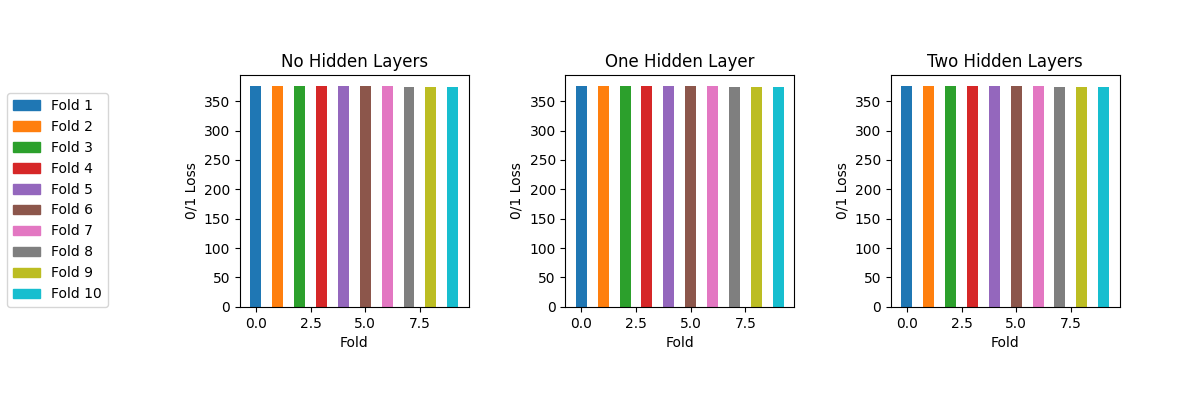 Fold 1
Fold 2
Fold 3
Fold 4
Fold 5
Fold 6
Fold 7
Fold 8
Fold 9
Fold 10
No Hidden Layers
0/1 Loss
350
300
250
200
150
100
50
0
0.0 2.5 5.0 7.5
Fold
One Hidden Layer
0/1 Loss
350
300
250
200
150
100
50
0
0.0 2.5 5.0 7.5
Fold
Two Hidden Layers
0/1 Loss
350
300
250
200
150
100
50
0
0.0 2.5 5.0 7.5
Fold